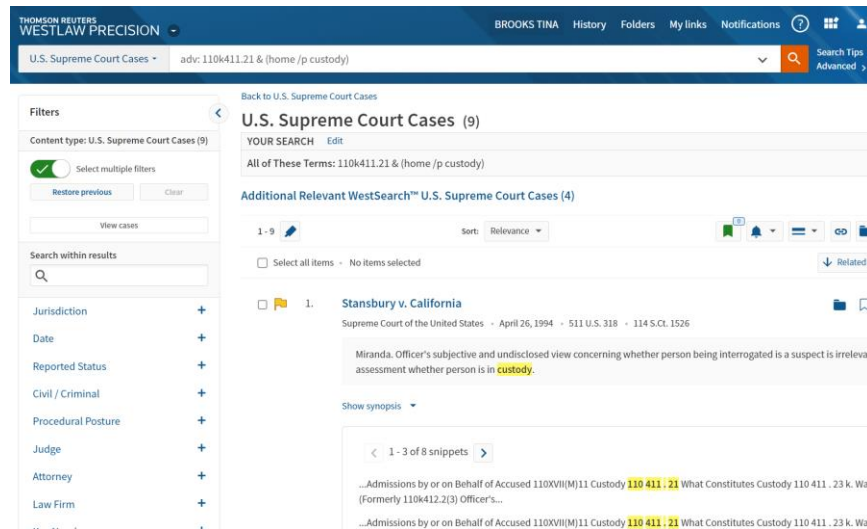 THOMSON REUTERS
WESTLAW PRECISION
BROOKS TINA History Folders My links Notifications ?
U.S. Supreme Court Cases adv: 110k411.21 & (home /p custody)
Search Tips
Advanced
Back to U.S. Supreme Court Cases
Filters
U.S. Supreme Court Cases (9)
Content type: U.S. Supreme Court Cases (9)
YOUR SEARCH Edit
Select multiple filters
All of These Terms: 110k411.21 & (home /p custody)
Restore previous Clear
Additional Relevant WestSearch™ U.S. Supreme Court Cases (4)
View cases
1 - 9 Sort: Relevance 0
Search within results
Select all items • No items selected Related
Jurisdiction +
1. Stansbury v. California
Supreme Court of the United States • April 26, 1994 • 511 U.S. 318 • 114 S.Ct. 1526
Date +
Miranda. Officer's subjective and undisclosed view concerning whether person being interrogated is a suspect is irreleva
Reported Status +
assessment whether person is in custody.
Civil / Criminal +
Show synopsis
Procedural Posture +
Judge +
1 - 3 of 8 snippets
Attorney +
...Admissions by or on Behalf of Accused 110XVII(M)11 Custody 110 411 . 21 What Constitutes Custody 110 411 . 23 k. Wa
(Formerly 110k412.2(3) Officer's...
Law Firm +
...Admissions by or on Behalf of Accused 110XVII(M)11 Custody 110 411 . 21 What Constitutes Custody 110 411 . 23 k. Wa